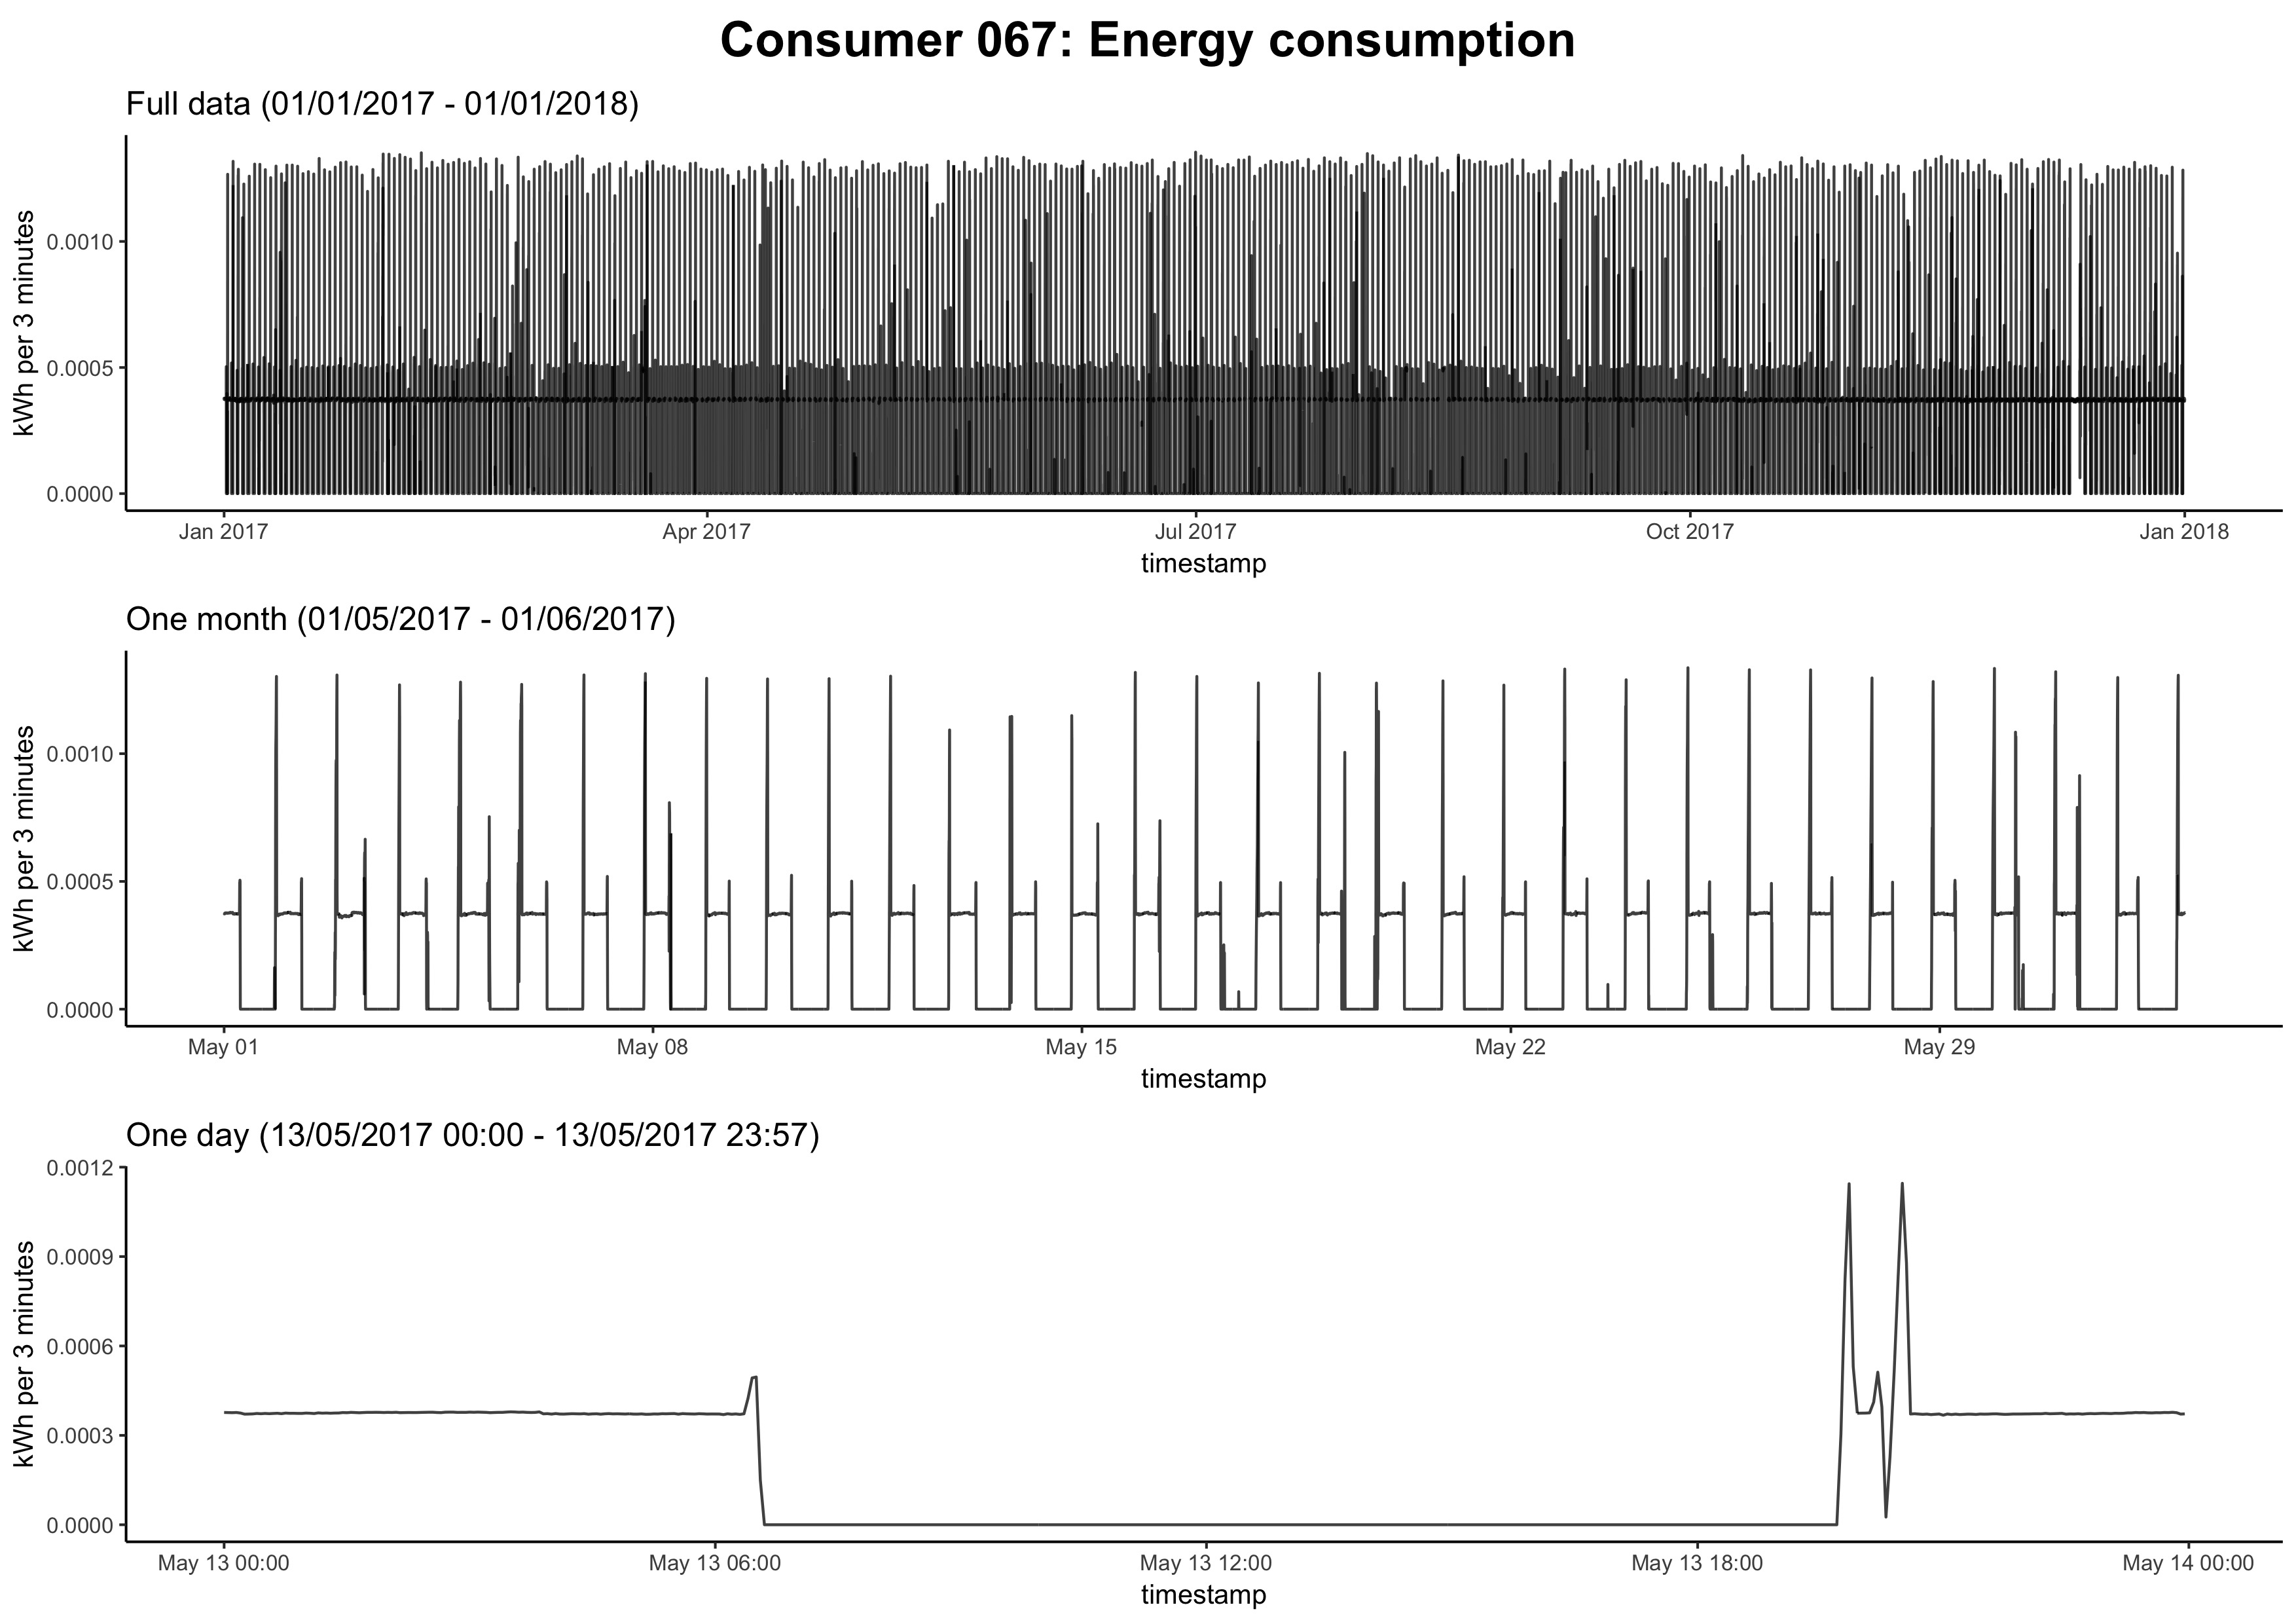 Consumer 067: Energy consumption
Full data (01/01/2017 - 01/01/2018)
kWh per 3 minutes
0.0010
0.0005
0.0000
Jan 2017 Apr 2017 Jul 2017 Oct 2017 Jan 2018
timestamp
One month (01/05/2017 - 01/06/2017)
kWh per 3 minutes
0.0010
0.0005
0.0000
May 01 May 08 May 15 May 22 May 29
timestamp
One day (13/05/2017 00:00 - 13/05/2017 23:57)
kWh per 3 minutes
0.0012
0.0009
0.0006
0.0003
0.0000
May 13 00:00 May 13 06:00 May 13 12:00 May 13 18:00 May 14 00:00
timestamp